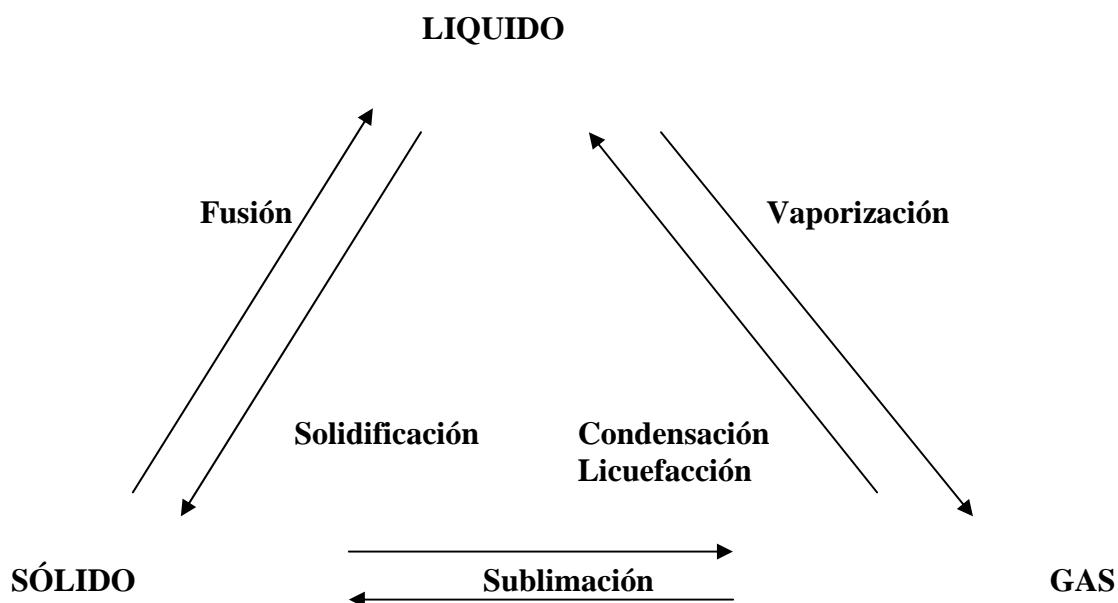 LIQUIDO
Fusión
Vaporización
Solidificación
Condensación
Licuefacción
SÓLIDO
Sublimación
GAS